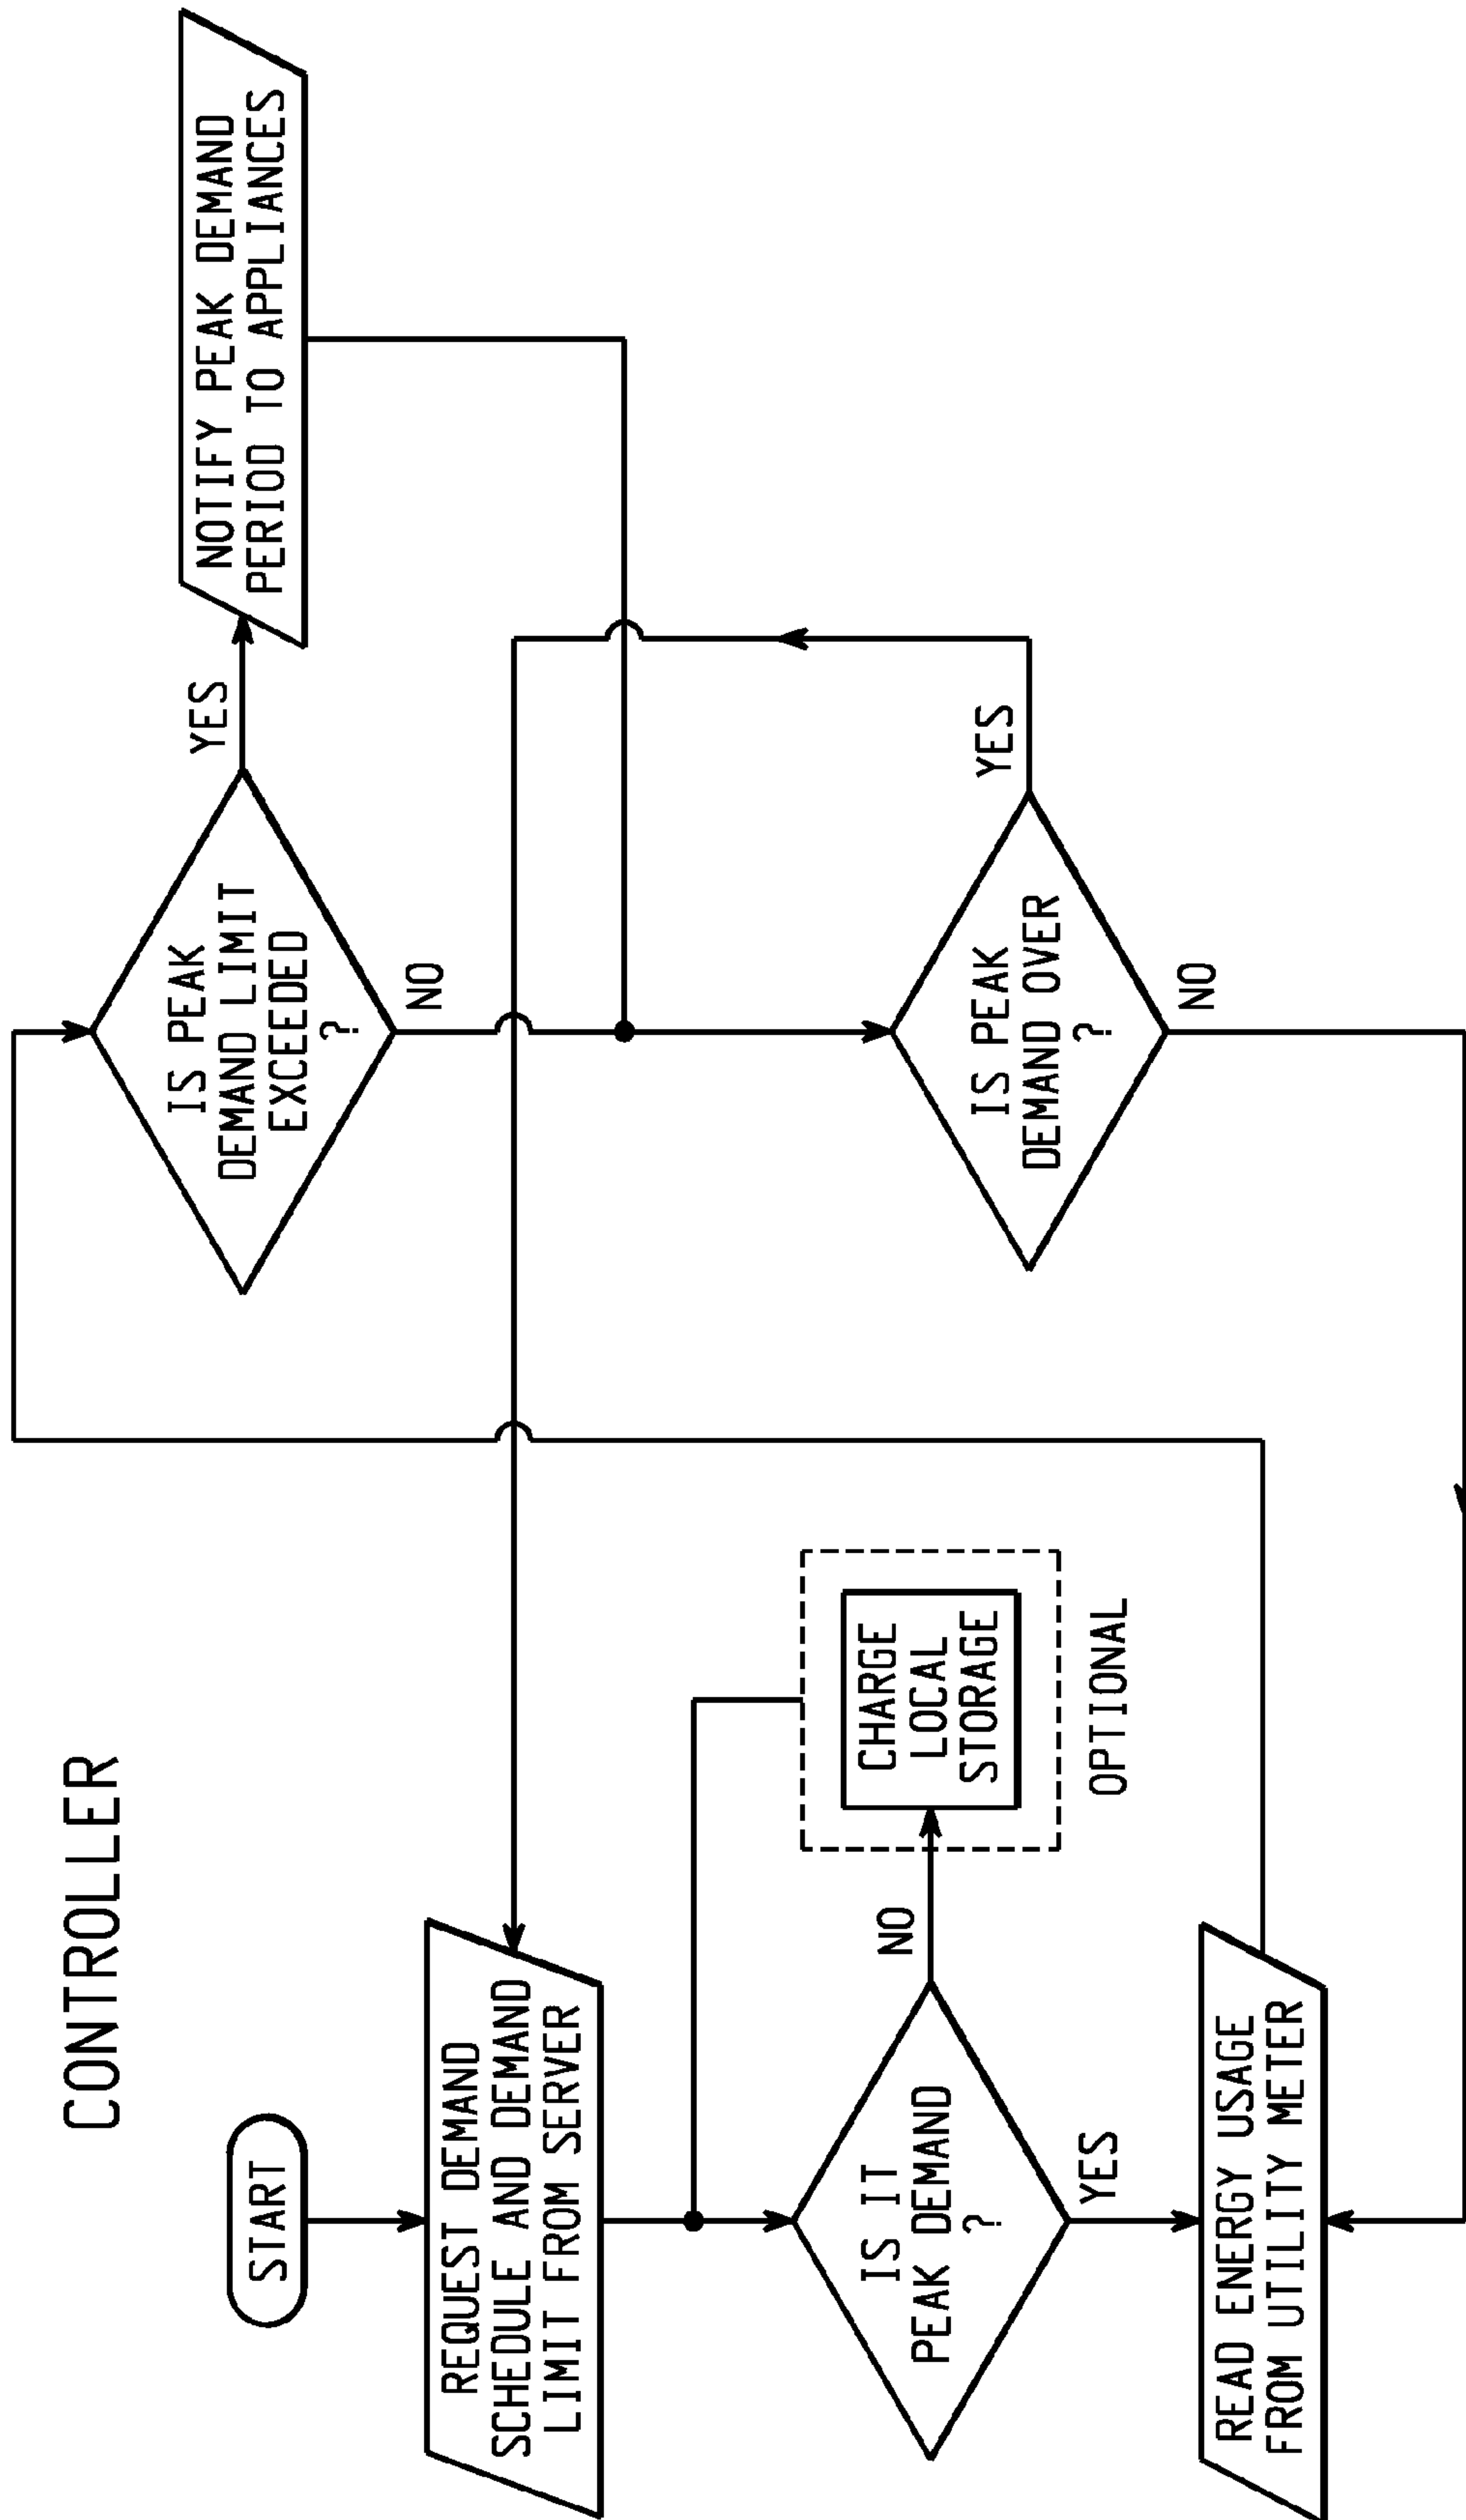 CONTROLLER
START
REQUEST DEMAND
SCHEDULE AND DEMAND
LIMIT FROM SERVER
IS IT
PEAK DEMAND
?
NO
CHARGE
LOCAL
STORAGE
OPTIONAL
YES
READ ENERGY USAGE
FROM UTILITY METER
IS PEAK
DEMAND LIMIT
EXCEEDED
?
YES
NOTIFY PEAK DEMAND
PERIOD TO APPLIANCES
NO
IS PEAK
DEMAND OVER
?
YES
NO